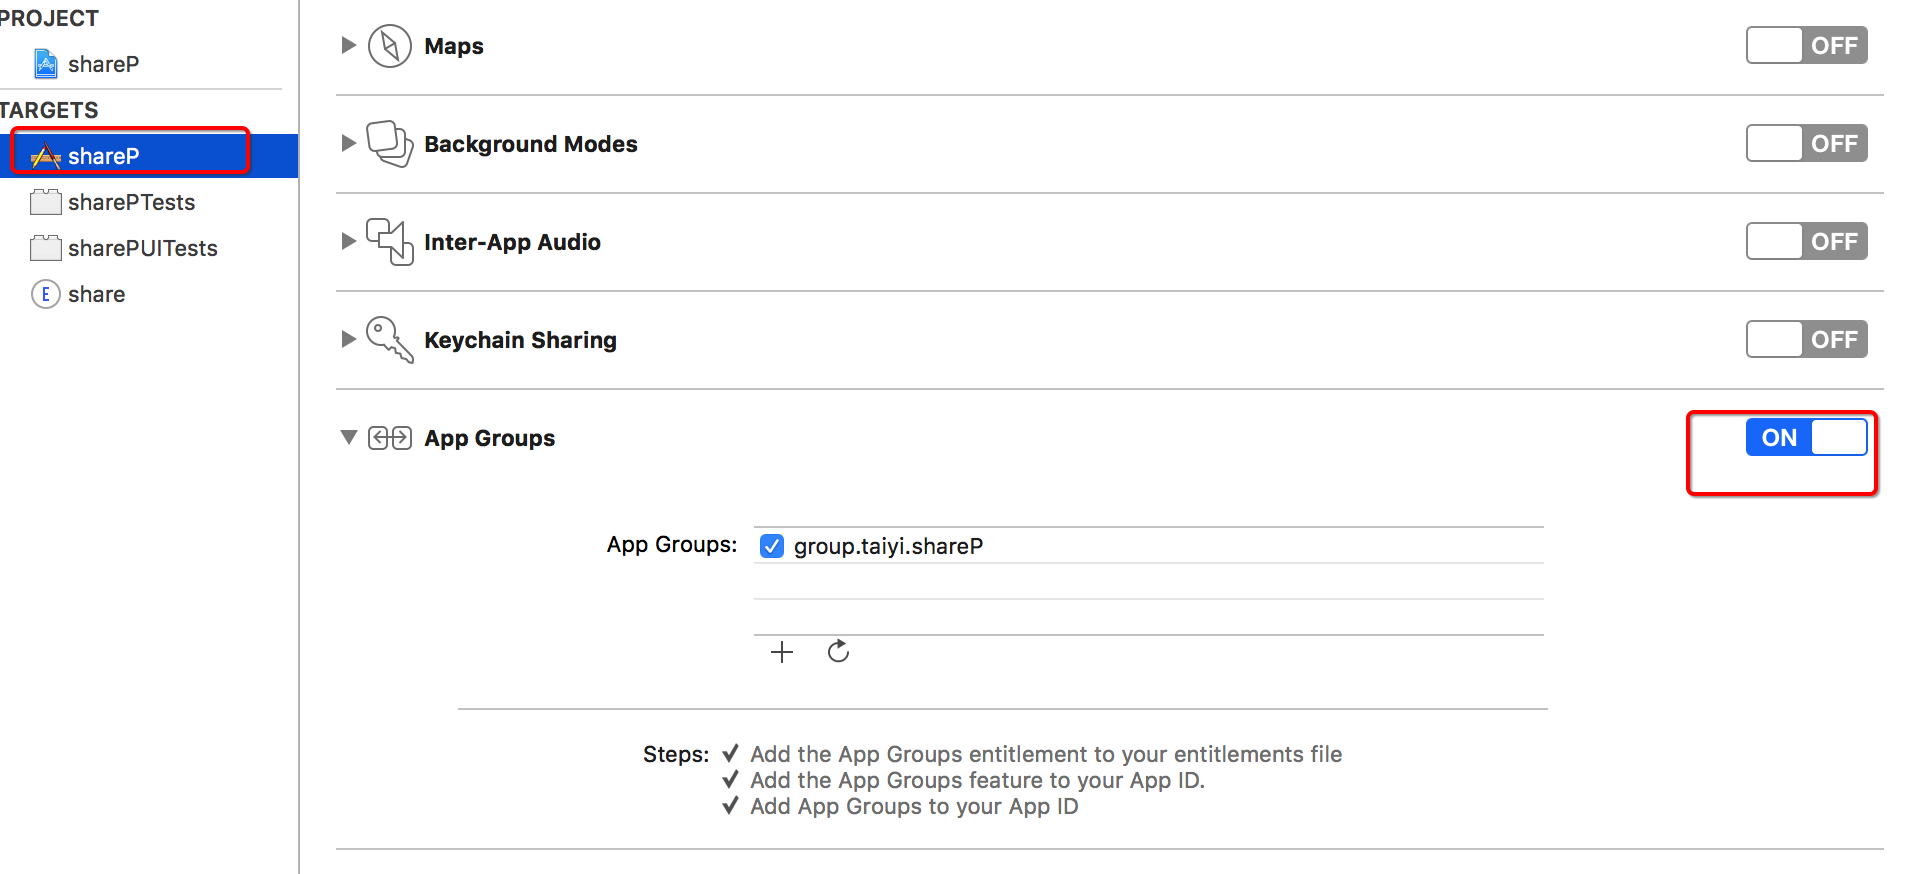 PROJECT
shareP
TARGETS
shareP
sharePTests
sharePUITests
E share
Maps OFF
Background Modes OFF
Inter-App Audio OFF
Keychain Sharing OFF
App Groups ON
App Groups: group.taiyi.shareP
Steps: ✓ Add the App Groups entitlement to your entitlements file
✓ Add the App Groups feature to your App ID.
✓ Add App Groups to your App ID